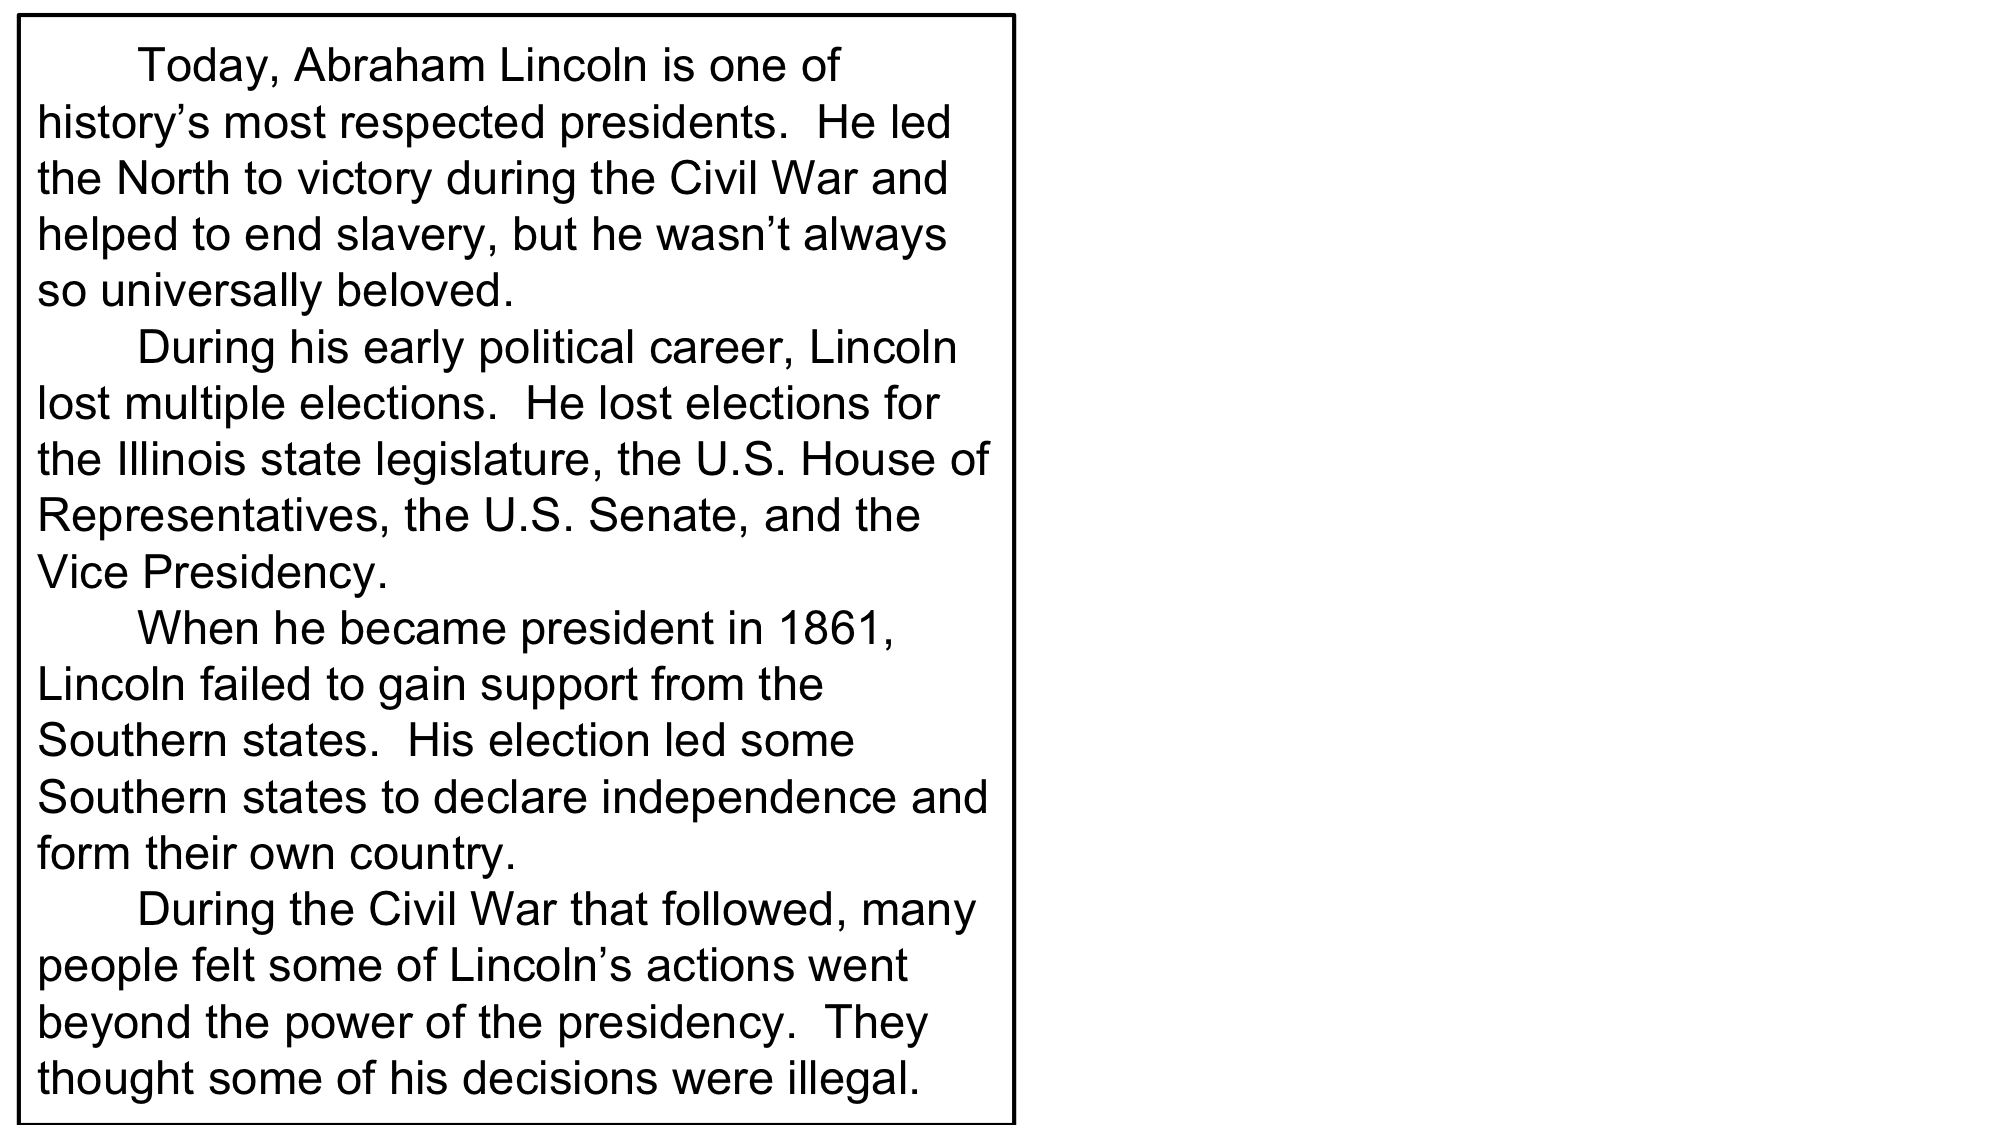 Today, Abraham Lincoln is one of
history’s most respected presidents.  He led
the North to victory during the Civil War and
helped to end slavery, but he wasn’t always
so universally beloved.
During his early political career, Lincoln
lost multiple elections.  He lost elections for
the Illinois state legislature, the U.S. House of
Representatives, the U.S. Senate, and the
Vice Presidency.
When he became president in 1861,
Lincoln failed to gain support from the
Southern states.  His election led some
Southern states to declare independence and
form their own country.
During the Civil War that followed, many
people felt some of Lincoln’s actions went
beyond the power of the presidency.  They
thought some of his decisions were illegal.